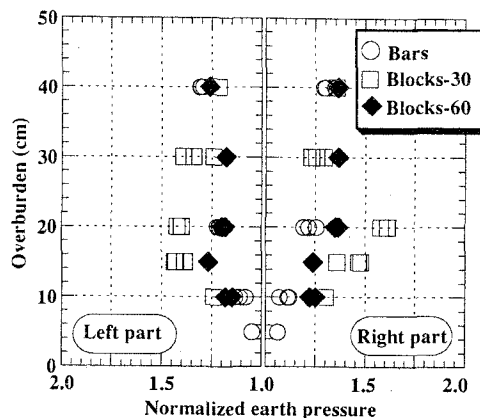 50
40
30
20
10
0
Overburden (cm)
Bars
Blocks-30
Blocks-60
Left part
Right part
2.0 1.5 1.0 1.5 2.0
Normalized earth pressure